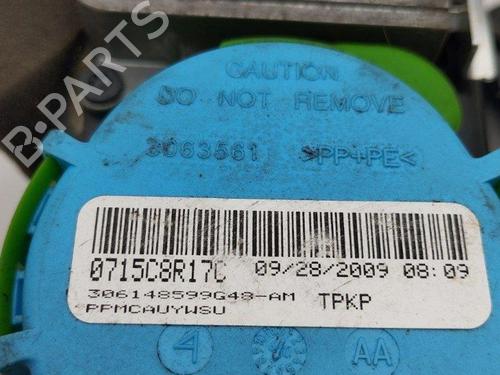 B-PARTS
CAUTION
DO NOT REMOVE
3063561 >PP+PE<
0715C8R17C 09/28/2009 08:09
306148599G48-AM TPKP
PPMCAUYWSU
4 AA